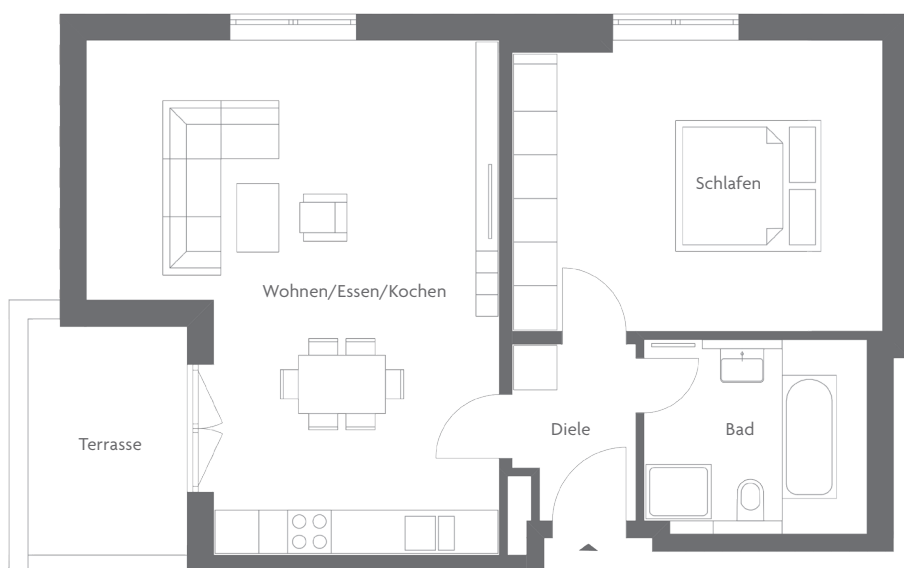 Schlafen
Wohnen/Essen/Kochen
Terrasse
Diele
Bad